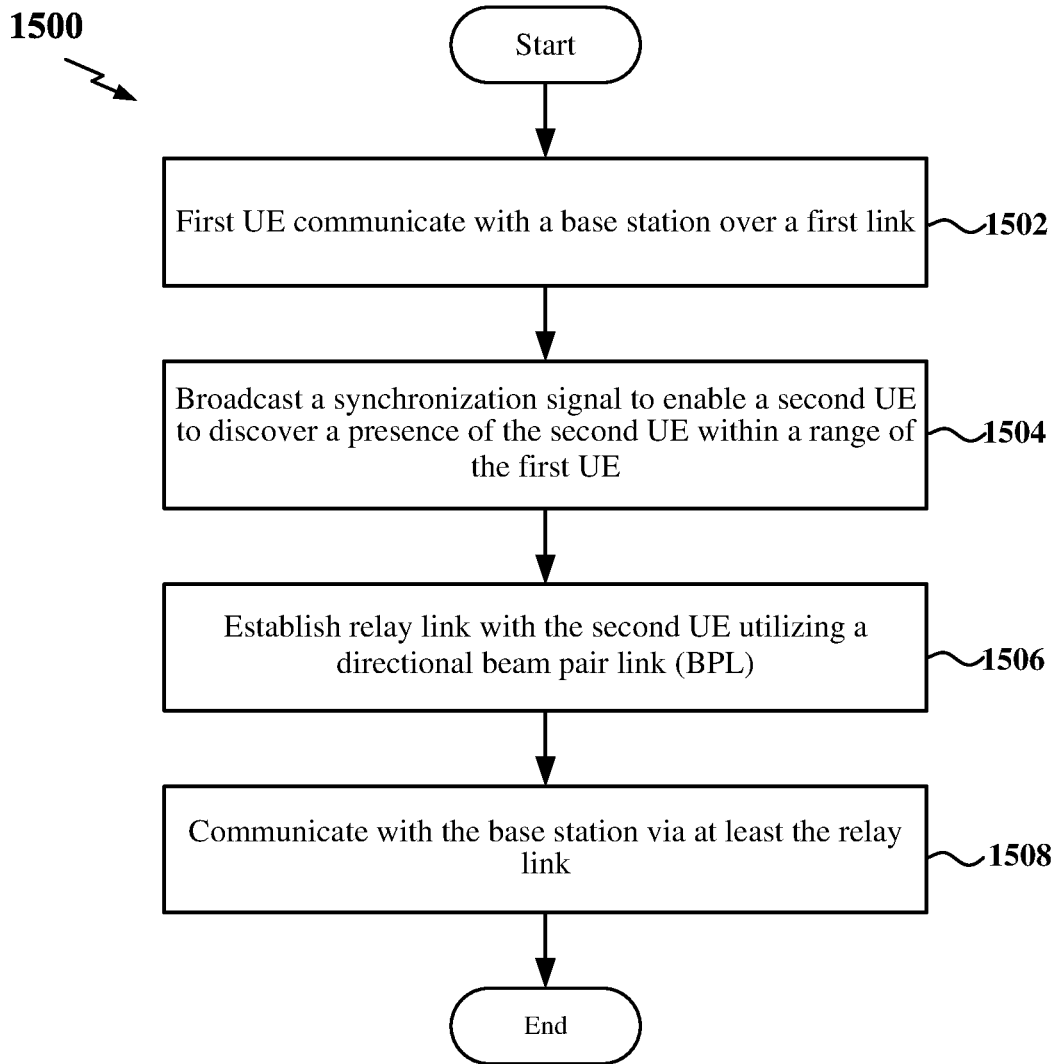 1500
Start
First UE communicate with a base station over a first link
1502
Broadcast a synchronization signal to enable a second UE
to discover a presence of the second UE within a range of
the first UE
1504
Establish relay link with the second UE utilizing a
directional beam pair link (BPL)
1506
Communicate with the base station via at least the relay
link
1508
End